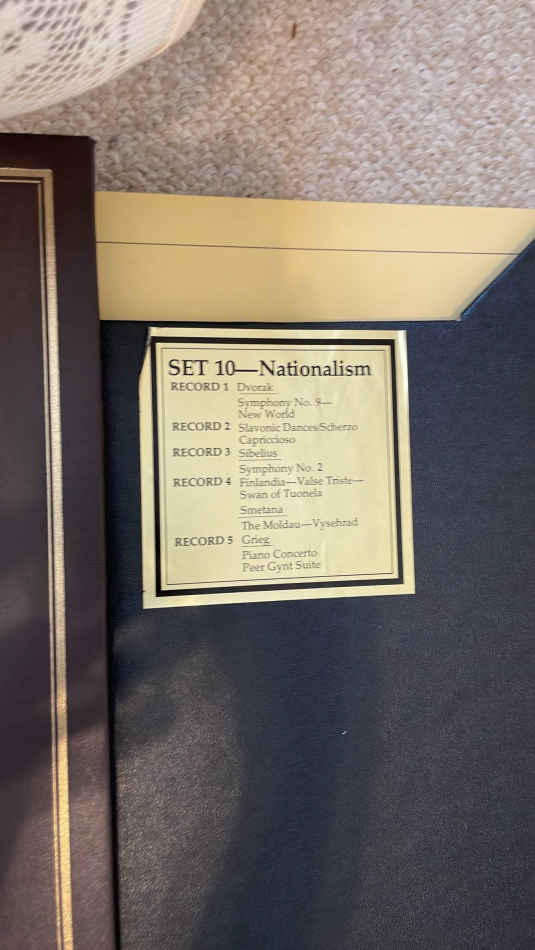 SET 10—Nationalism
RECORD 1 Dvorak
Symphony No. 9—
New World
RECORD 2 Slavonic Dances/Scherzo
Capriccioso
RECORD 3 Sibelius
Symphony No. 2
RECORD 4 Finlandia—Valse Triste—
Swan of Tuonela
Smetana
The Moldau—Vysehrad
RECORD 5 Grieg
Piano Concerto
Peer Gynt Suite